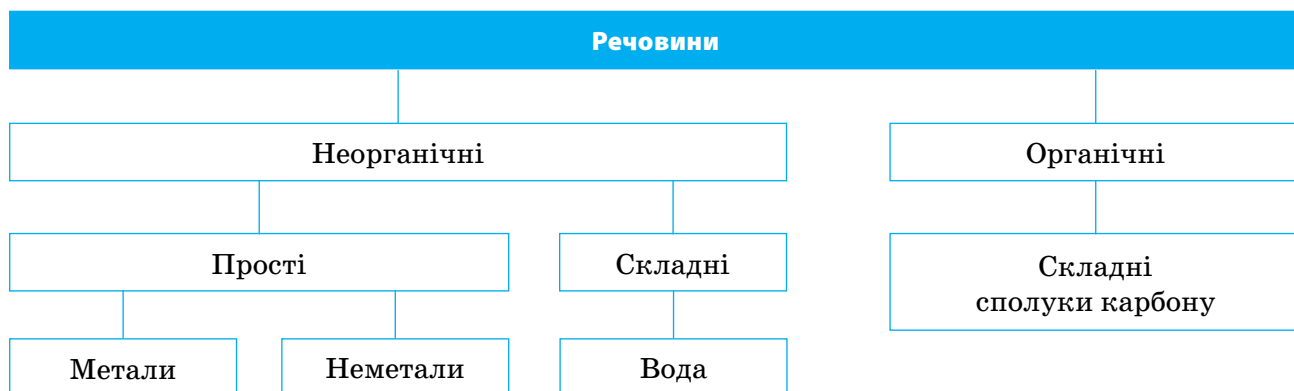 Речовини
Неорганічні
Органічні
Прості
Складні
Складні
сполуки карбону
Метали
Неметали
Вода